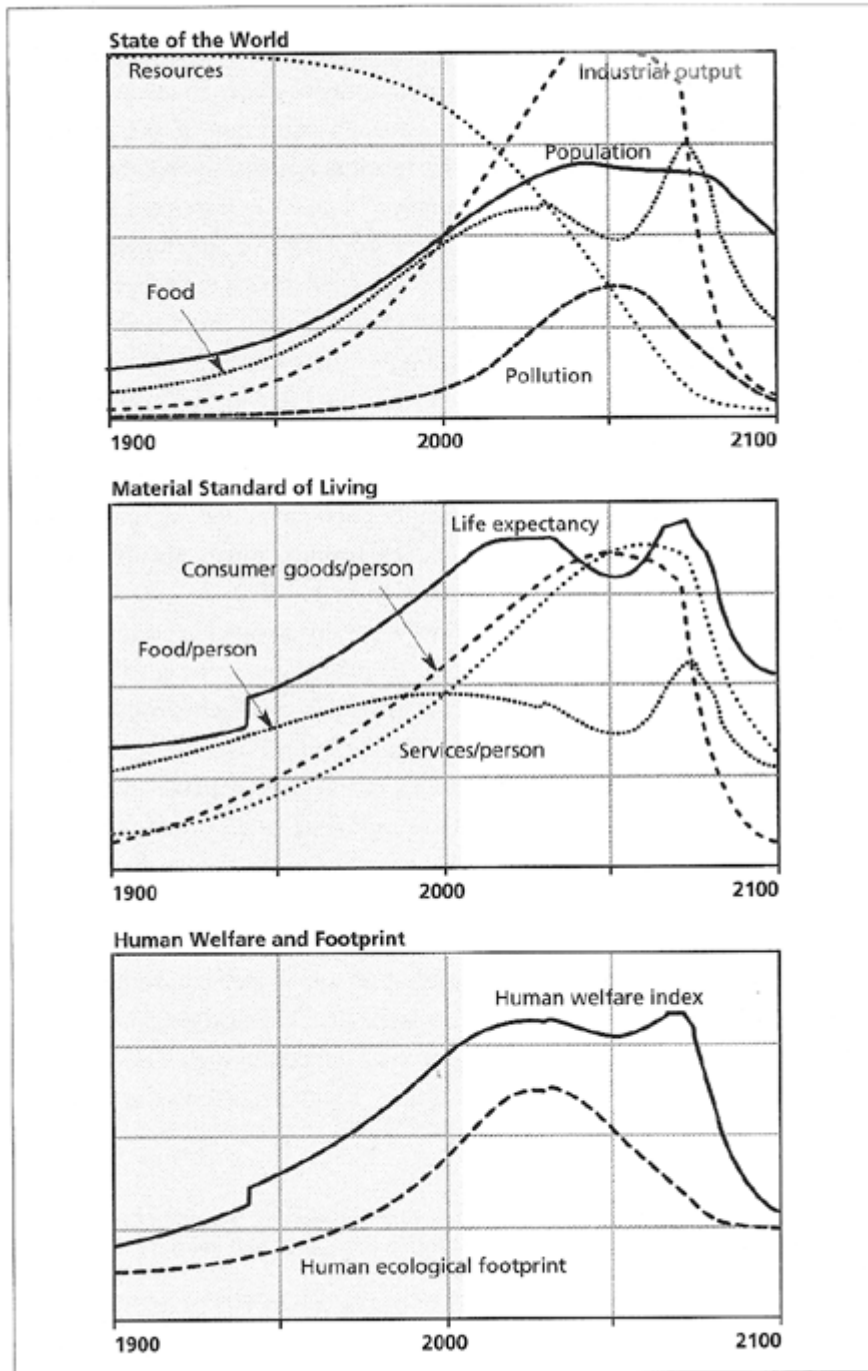 State of the World
Resources
Industrial output
Population
Food
Pollution
1900 2000 2100
Material Standard of Living
Life expectancy
Consumer goods/person
Food/person
Services/person
1900 2000 2100
Human Welfare and Footprint
Human welfare index
Human ecological footprint
1900 2000 2100